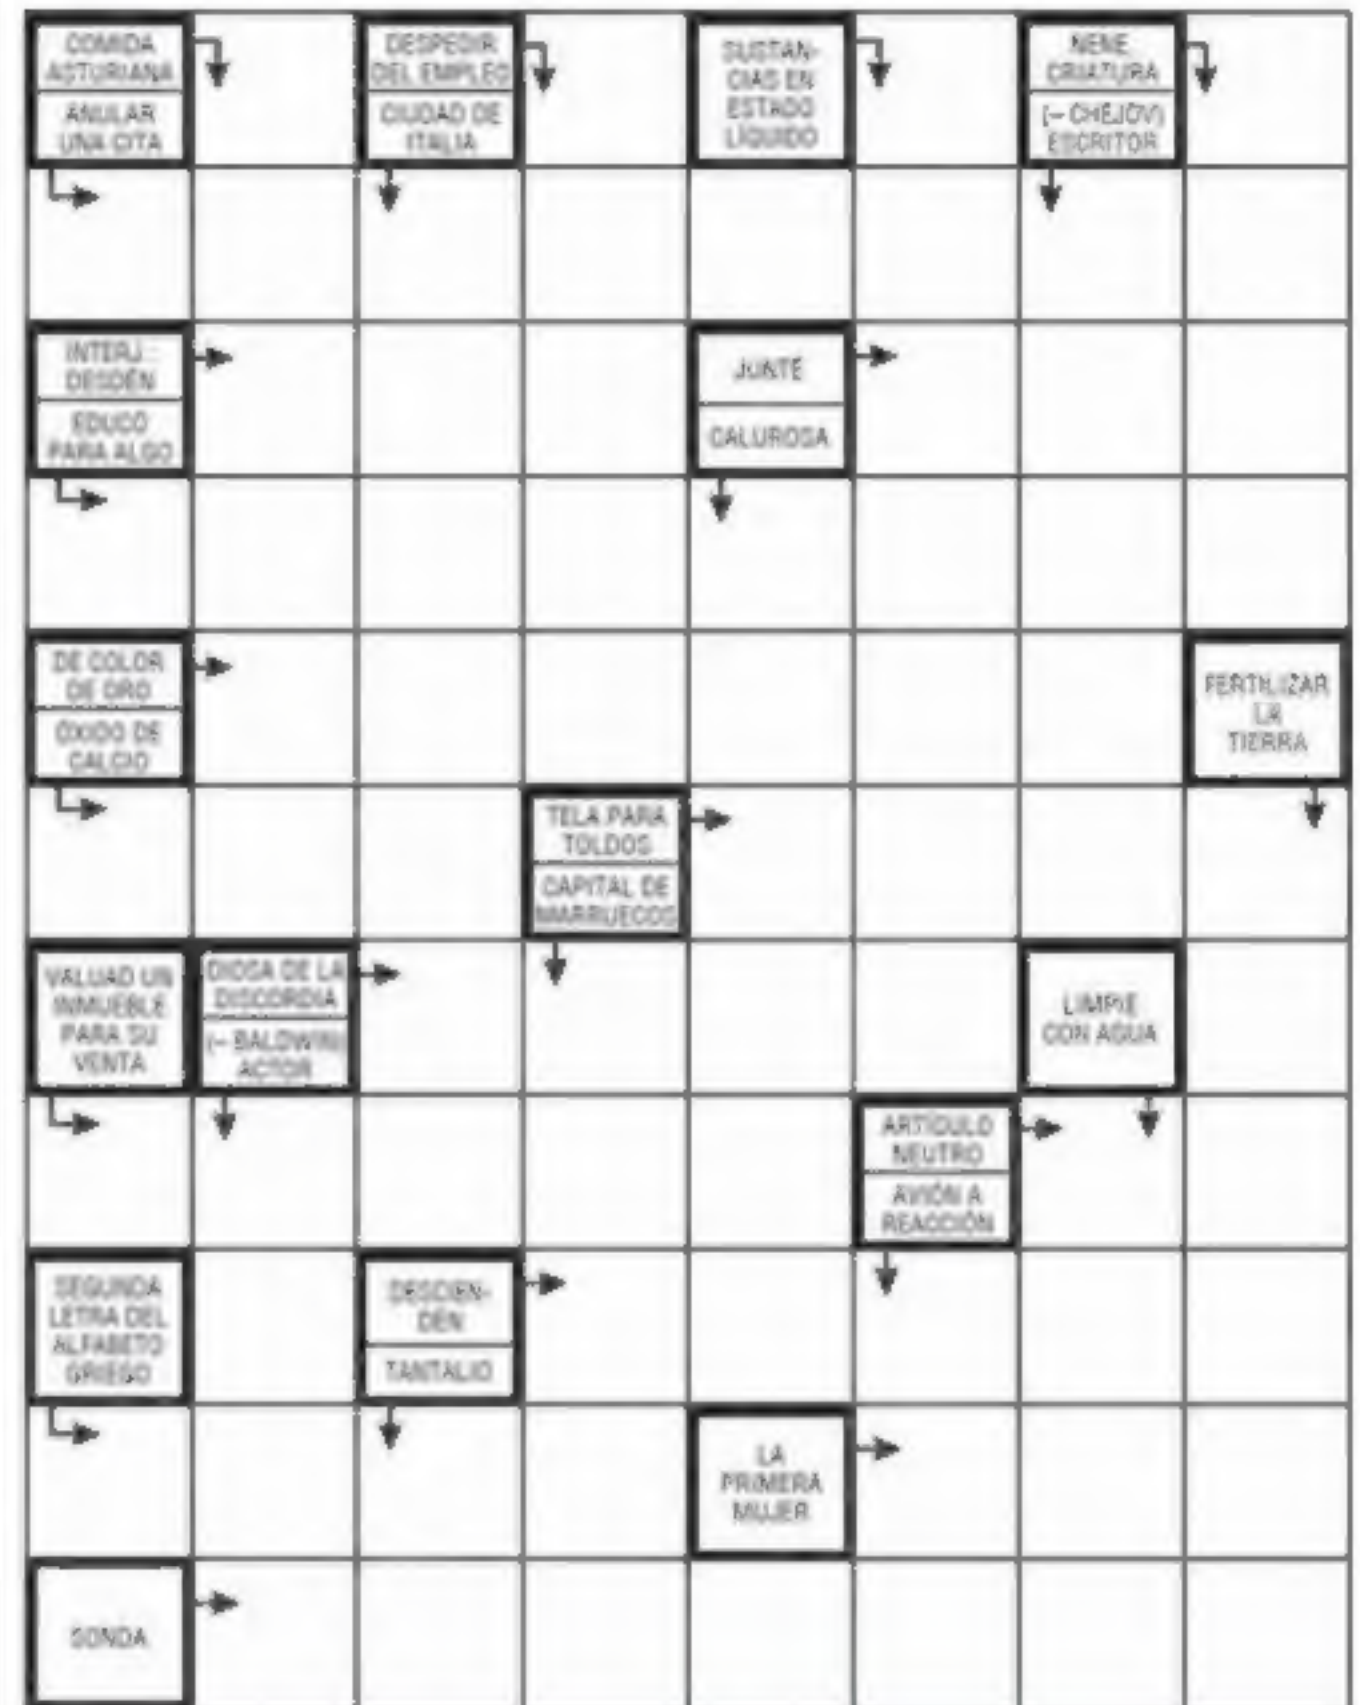 COMIDA
ASTURIANA
ANULAR
UNA CITA
DESPEDIR
DEL EMPLEO
CIUDAD DE
ITALIA
SUSTAN-
CIAS EN
ESTADO
LÍQUIDO
NENE,
CRIATURA
(– CHÉJOV)
ESCRITOR
INTERJ.:
DESDÉN
EDUCÓ
PARA ALGO
JUNTÉ
CALUROSA
DE COLOR
DE ORO
ÓXIDO DE
CALCIO
FERTILIZAR
LA
TIERRA
TELA PARA
TOLDOS
CAPITAL DE
MARRUECOS
VALUAD UN
INMUEBLE
PARA SU
VENTA
DIOSA DE LA
DISCORDIA
(– BALDWIN)
ACTOR
LIMPIE
CON AGUA
ARTÍCULO
NEUTRO
AVIÓN A
REACCIÓN
SEGUNDA
LETRA DEL
ALFABETO
GRIEGO
DESCIEN-
DEN
TANTALIO
LA
PRIMERA
MUJER
SONDA